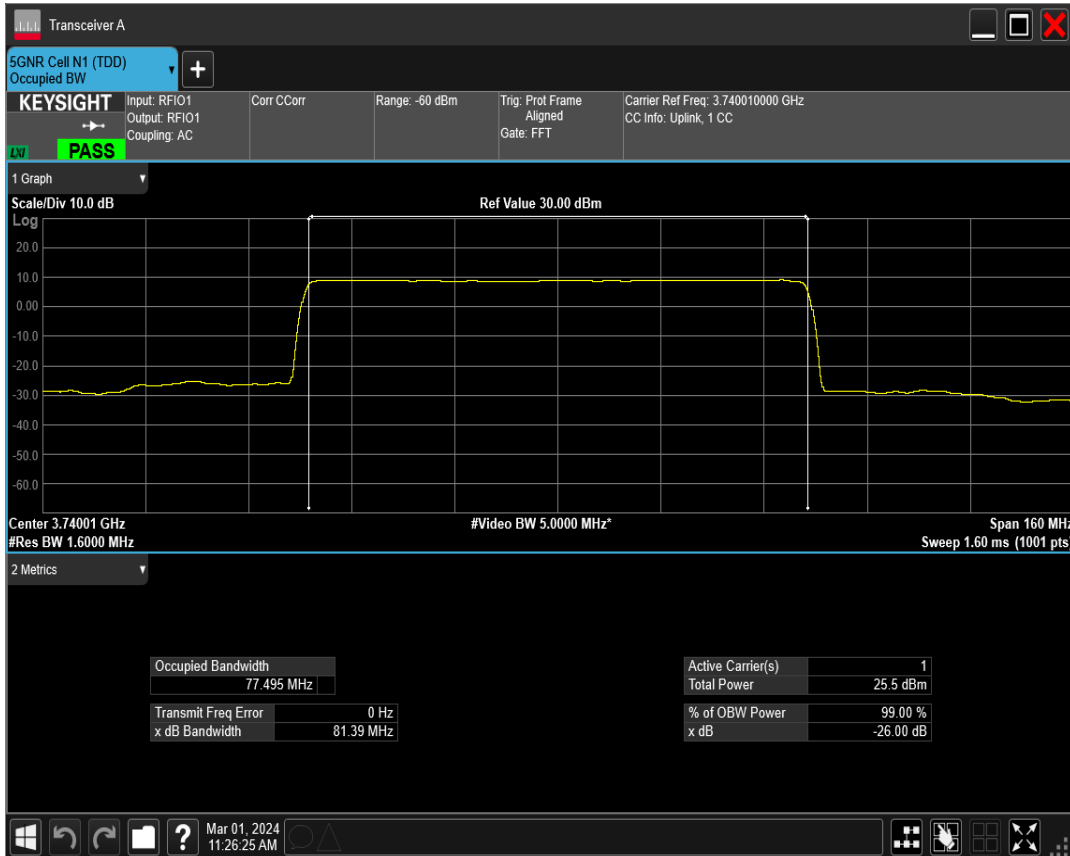 Transceiver A
5GNR Cell N1 (TDD)
Occupied BW
+
KEYSIGHT
LXI
PASS
Input: RFIO1
Output: RFIO1
Coupling: AC
Corr CCorr
Range: -60 dBm
Trig: Prot Frame
Aligned
Gate: FFT
Carrier Ref Freq: 3.740010000 GHz
CC Info: Uplink, 1 CC
1 Graph
Scale/Div 10.0 dB
Ref Value 30.00 dBm
Log
20.0
10.0
0.00
-10.0
-20.0
-30.0
-40.0
-50.0
-60.0
Center 3.74001 GHz
#Video BW 5.0000 MHz*
Span 160 MHz
#Res BW 1.6000 MHz
Sweep 1.60 ms (1001 pts)
2 Metrics
Occupied Bandwidth
77.495 MHz
Transmit Freq Error 0 Hz
x dB Bandwidth 81.39 MHz
Active Carrier(s) 1
Total Power 25.5 dBm
% of OBW Power 99.00 %
x dB -26.00 dB
?
Mar 01, 2024
11:26:25 AM